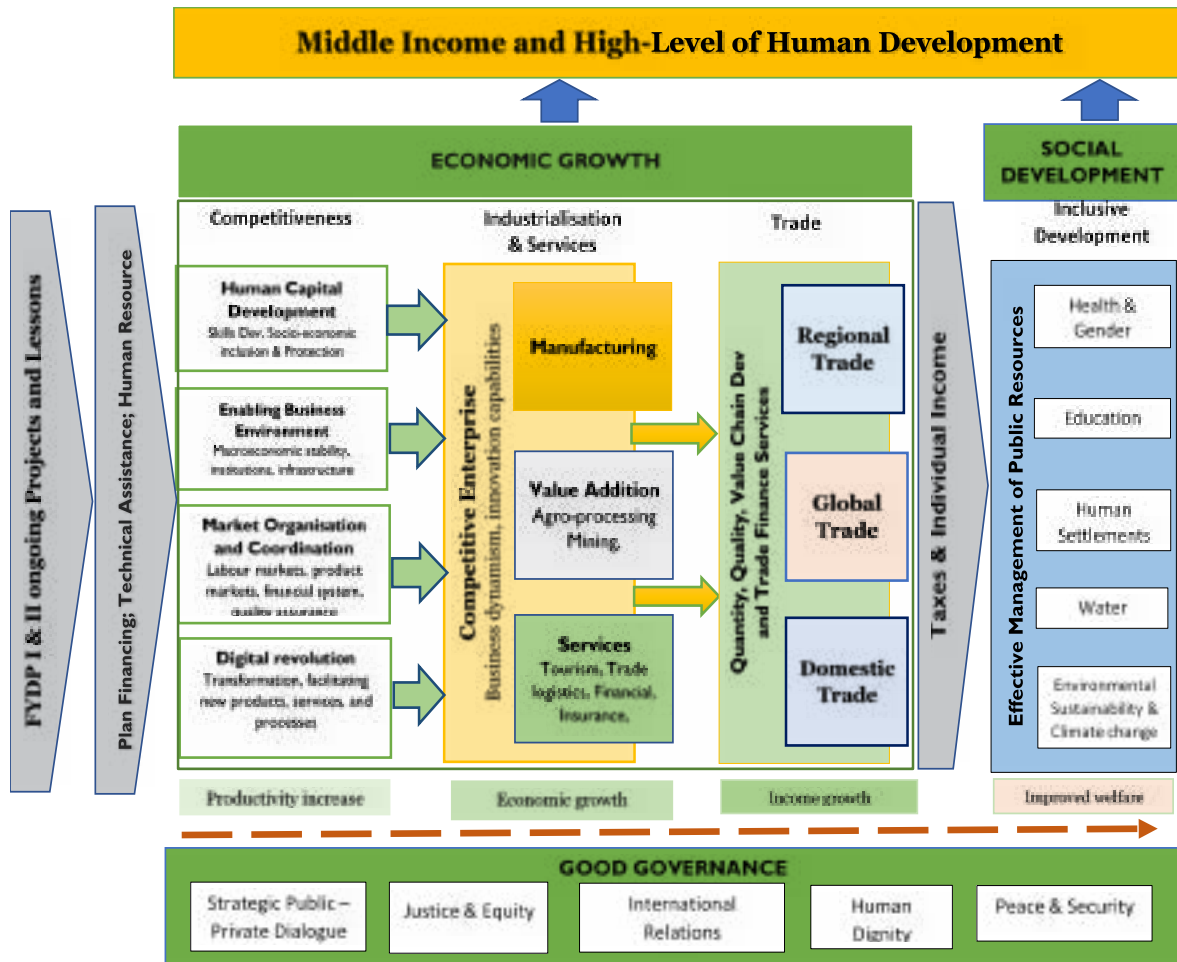 Middle Income and High-Level of Human Development
ECONOMIC GROWTH
SOCIAL
DEVELOPMENT
FYDP I & II ongoing Projects and Lessons
Plan Financing; Technical Assistance; Human Resource
Competitiveness
Human Capital
Development
Skills Dev, Socio-economic
inclusion & Protection
Enabling Business
Environment
Macroeconomic stability,
institutions, infrastructure
Market Organisation
and Coordination
Labour markets, product
markets, financial system,
quality assurance
Digital revolution
Transformation, facilitating
new products, services, and
processes
Industrialisation
& Services
Competitive Enterprise
Business dynamism, innovation capabilities
Manufacturing
Value Addition
Agro-processing
Mining,
Services
Tourism, Trade
logistics, Financial,
Insurance,
Trade
Quantity, Quality, Value Chain Dev
and Trade Finance Services
Regional
Trade
Global
Trade
Domestic
Trade
Taxes & Individual Income
Inclusive
Development
Effective Management of Public Resources
Health &
Gender
Education
Human
Settlements
Water
Environmental
Sustainability &
Climate change
Productivity increase
Economic growth
Income growth
Improved welfare
GOOD GOVERNANCE
Strategic Public –
Private Dialogue
Justice & Equity
International
Relations
Human
Dignity
Peace & Security